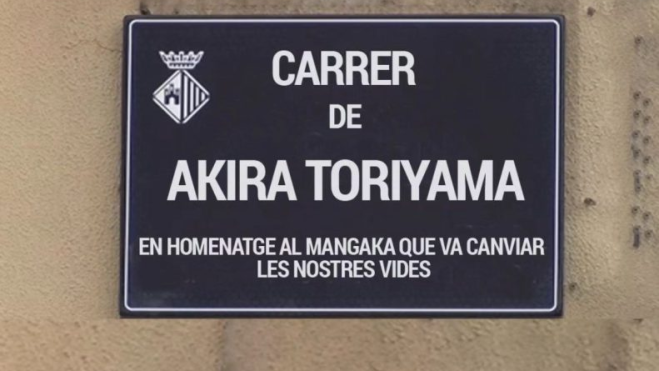 CARRER
DE
AKIRA TORIYAMA
EN HOMENATGE AL MANGAKA QUE VA CANVIAR
LES NOSTRES VIDES